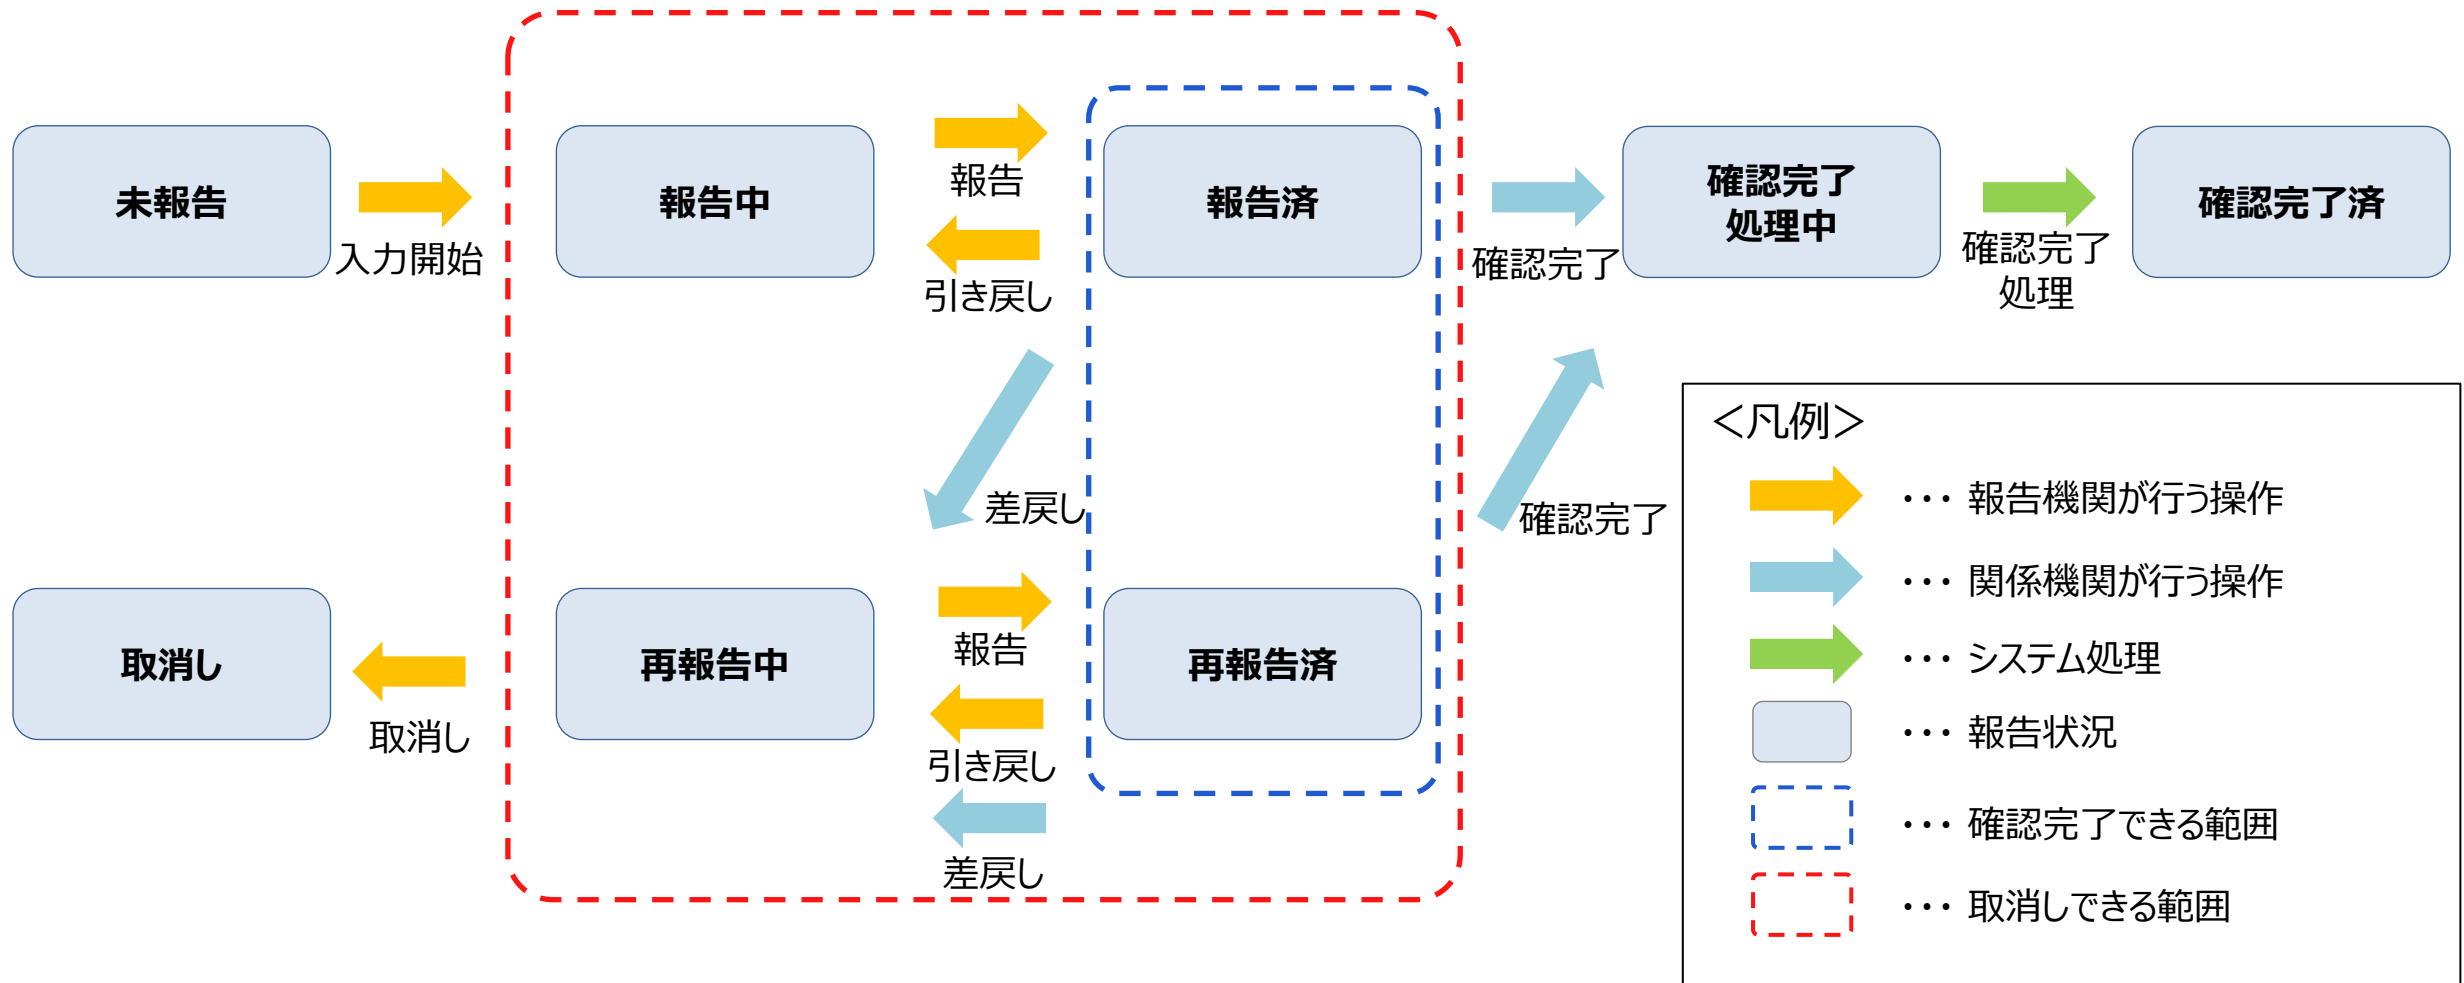 未報告
入力開始
報告中
報告
引き戻し
報告済
確認完了
確認完了
処理中
確認完了
処理
確認完了済
差戻し
確認完了
取消し
取消し
再報告中
報告
引き戻し
差戻し
再報告済
＜凡例＞
・・・ 報告機関が行う操作
・・・ 関係機関が行う操作
・・・ システム処理
・・・ 報告状況
・・・ 確認完了できる範囲
・・・ 取消しできる範囲